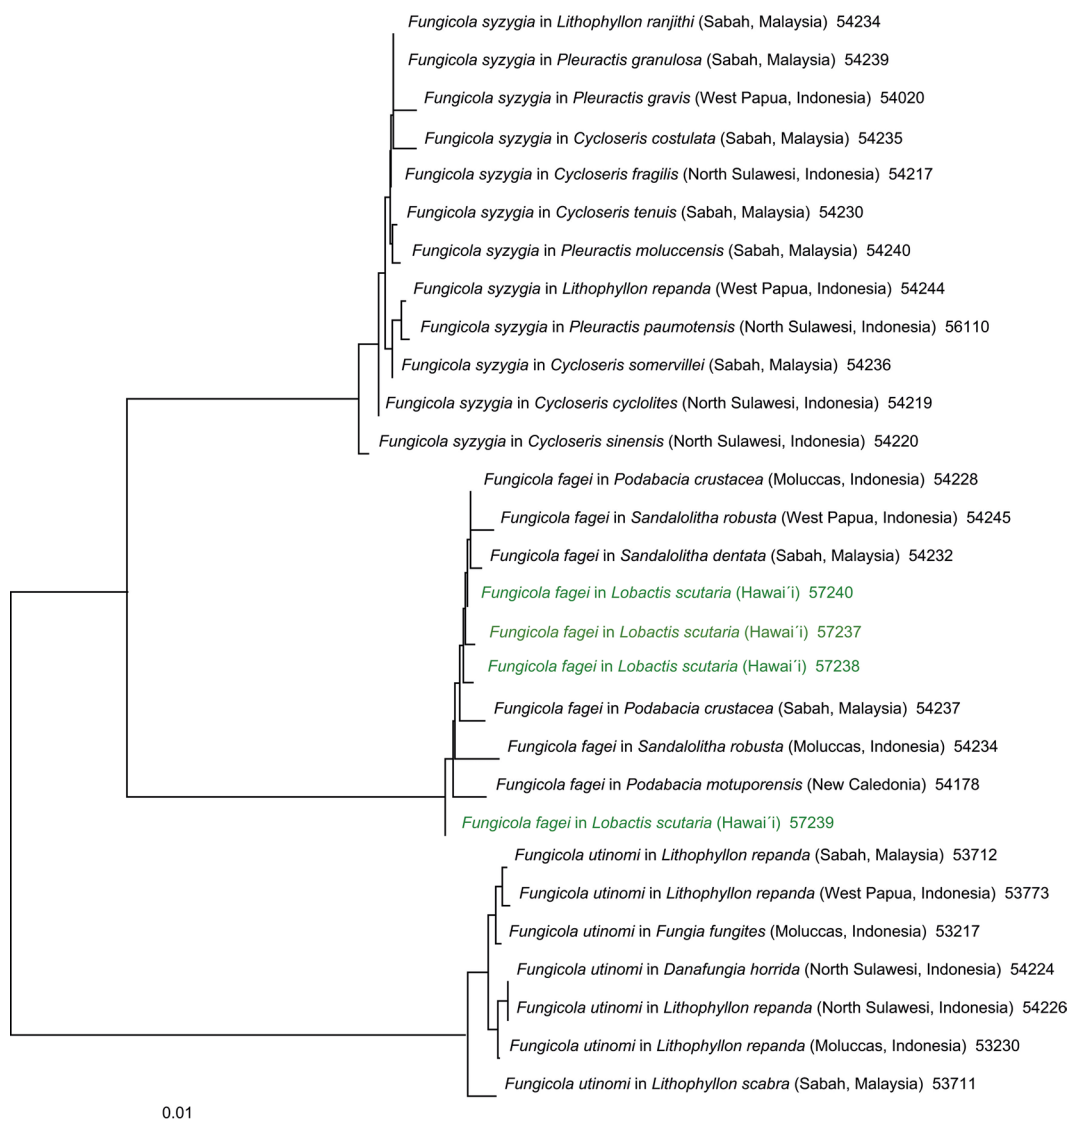 Fungicola syzygia in Lithophyllon ranjithi (Sabah, Malaysia) 54234
Fungicola syzygia in Pleuractis granulosa (Sabah, Malaysia) 54239
Fungicola syzygia in Pleuractis gravis (West Papua, Indonesia) 54020
Fungicola syzygia in Cycloseris costulata (Sabah, Malaysia) 54235
Fungicola syzygia in Cycloseris fragilis (North Sulawesi, Indonesia) 54217
Fungicola syzygia in Cycloseris tenuis (Sabah, Malaysia) 54230
Fungicola syzygia in Pleuractis moluccensis (Sabah, Malaysia) 54240
Fungicola syzygia in Lithophyllon repanda (West Papua, Indonesia) 54244
Fungicola syzygia in Pleuractis paumotensis (North Sulawesi, Indonesia) 56110
Fungicola syzygia in Cycloseris somervillei (Sabah, Malaysia) 54236
Fungicola syzygia in Cycloseris cyclolites (North Sulawesi, Indonesia) 54219
Fungicola syzygia in Cycloseris sinensis (North Sulawesi, Indonesia) 54220
Fungicola fagei in Podabacia crustacea (Moluccas, Indonesia) 54228
Fungicola fagei in Sandalolitha robusta (West Papua, Indonesia) 54245
Fungicola fagei in Sandalolitha dentata (Sabah, Malaysia) 54232
Fungicola fagei in Lobactis scutaria (Hawai´i) 57240
Fungicola fagei in Lobactis scutaria (Hawai´i) 57237
Fungicola fagei in Lobactis scutaria (Hawai´i) 57238
Fungicola fagei in Podabacia crustacea (Sabah, Malaysia) 54237
Fungicola fagei in Sandalolitha robusta (Moluccas, Indonesia) 54234
Fungicola fagei in Podabacia motuporensis (New Caledonia) 54178
Fungicola fagei in Lobactis scutaria (Hawai´i) 57239
Fungicola utinomi in Lithophyllon repanda (Sabah, Malaysia) 53712
Fungicola utinomi in Lithophyllon repanda (West Papua, Indonesia) 53773
Fungicola utinomi in Fungia fungites (Moluccas, Indonesia) 53217
Fungicola utinomi in Danafungia horrida (North Sulawesi, Indonesia) 54224
Fungicola utinomi in Lithophyllon repanda (North Sulawesi, Indonesia) 54226
Fungicola utinomi in Lithophyllon repanda (Moluccas, Indonesia) 53230
Fungicola utinomi in Lithophyllon scabra (Sabah, Malaysia) 53711
0.01